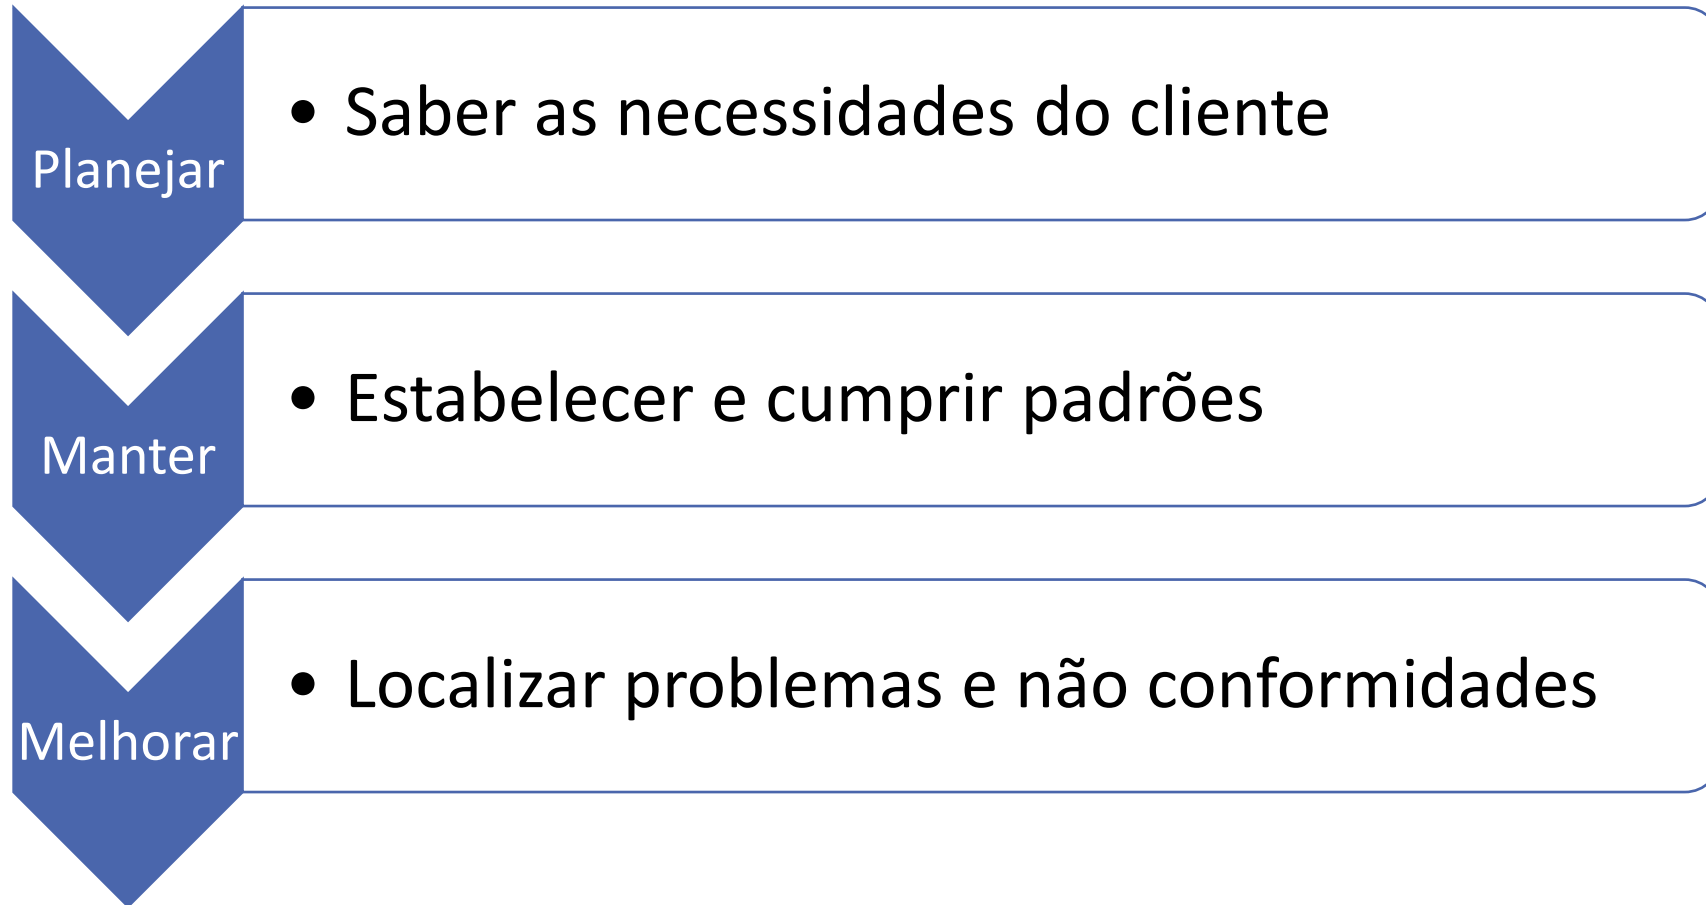 Planejar
• Saber as necessidades do cliente
Manter
• Estabelecer e cumprir padrões
Melhorar
• Localizar problemas e não conformidades